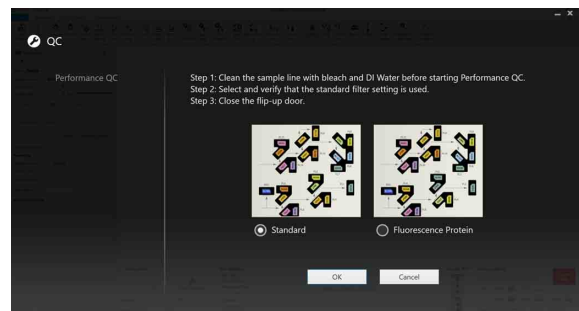 QC
Performance QC
Step 1: Clean the sample line with bleach and DI Water before starting Performance QC.
Step 2: Select and verify that the standard filter setting is used.
Step 3: Close the flip-up door.
Standard
Fluorescence Protein
OK
Cancel